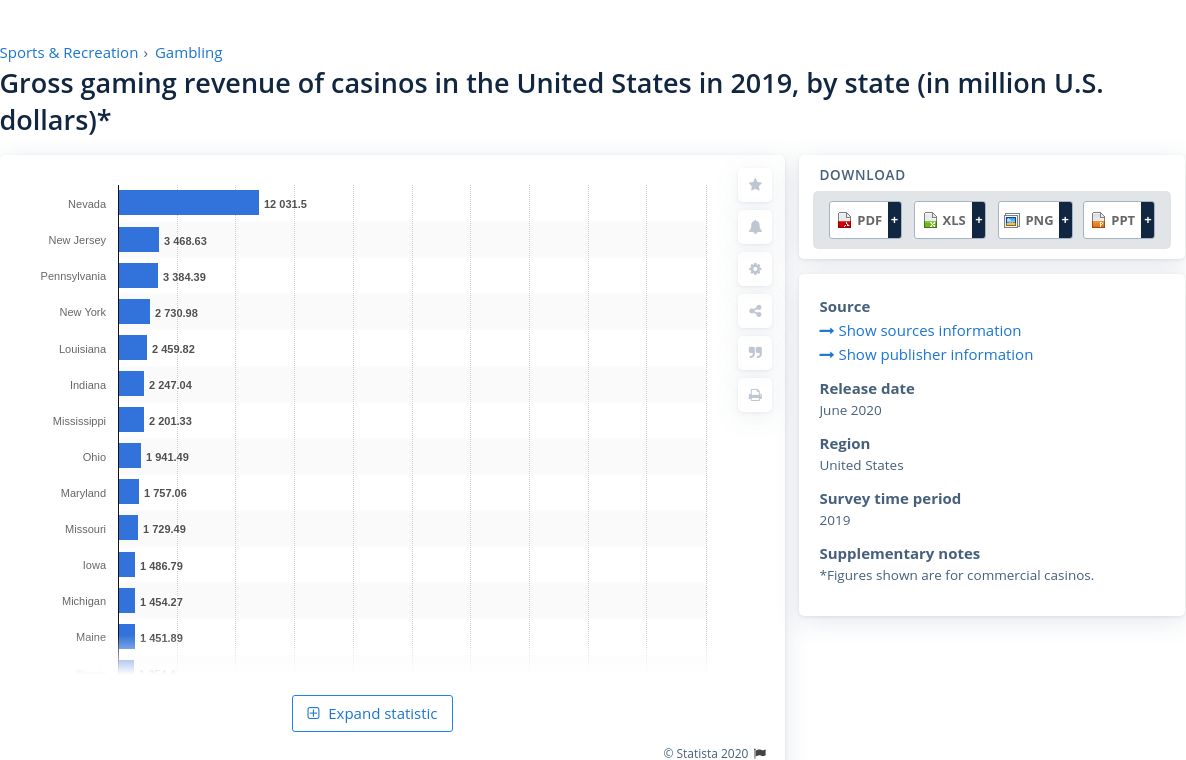 Sports & Recreation › Gambling
Gross gaming revenue of casinos in the United States in 2019, by state (in million U.S.
dollars)*
Nevada 12 031.5
New Jersey 3 468.63
Pennsylvania 3 384.39
New York 2 730.98
Louisiana 2 459.82
Indiana 2 247.04
Mississippi 2 201.33
Ohio 1 941.49
Maryland 1 757.06
Missouri 1 729.49
Iowa 1 486.79
Michigan 1 454.27
Maine 1 451.89
Expand statistic
© Statista 2020
DOWNLOAD
PDF + XLS + PNG + PPT +
Source
Show sources information
Show publisher information
Release date
June 2020
Region
United States
Survey time period
2019
Supplementary notes
*Figures shown are for commercial casinos.